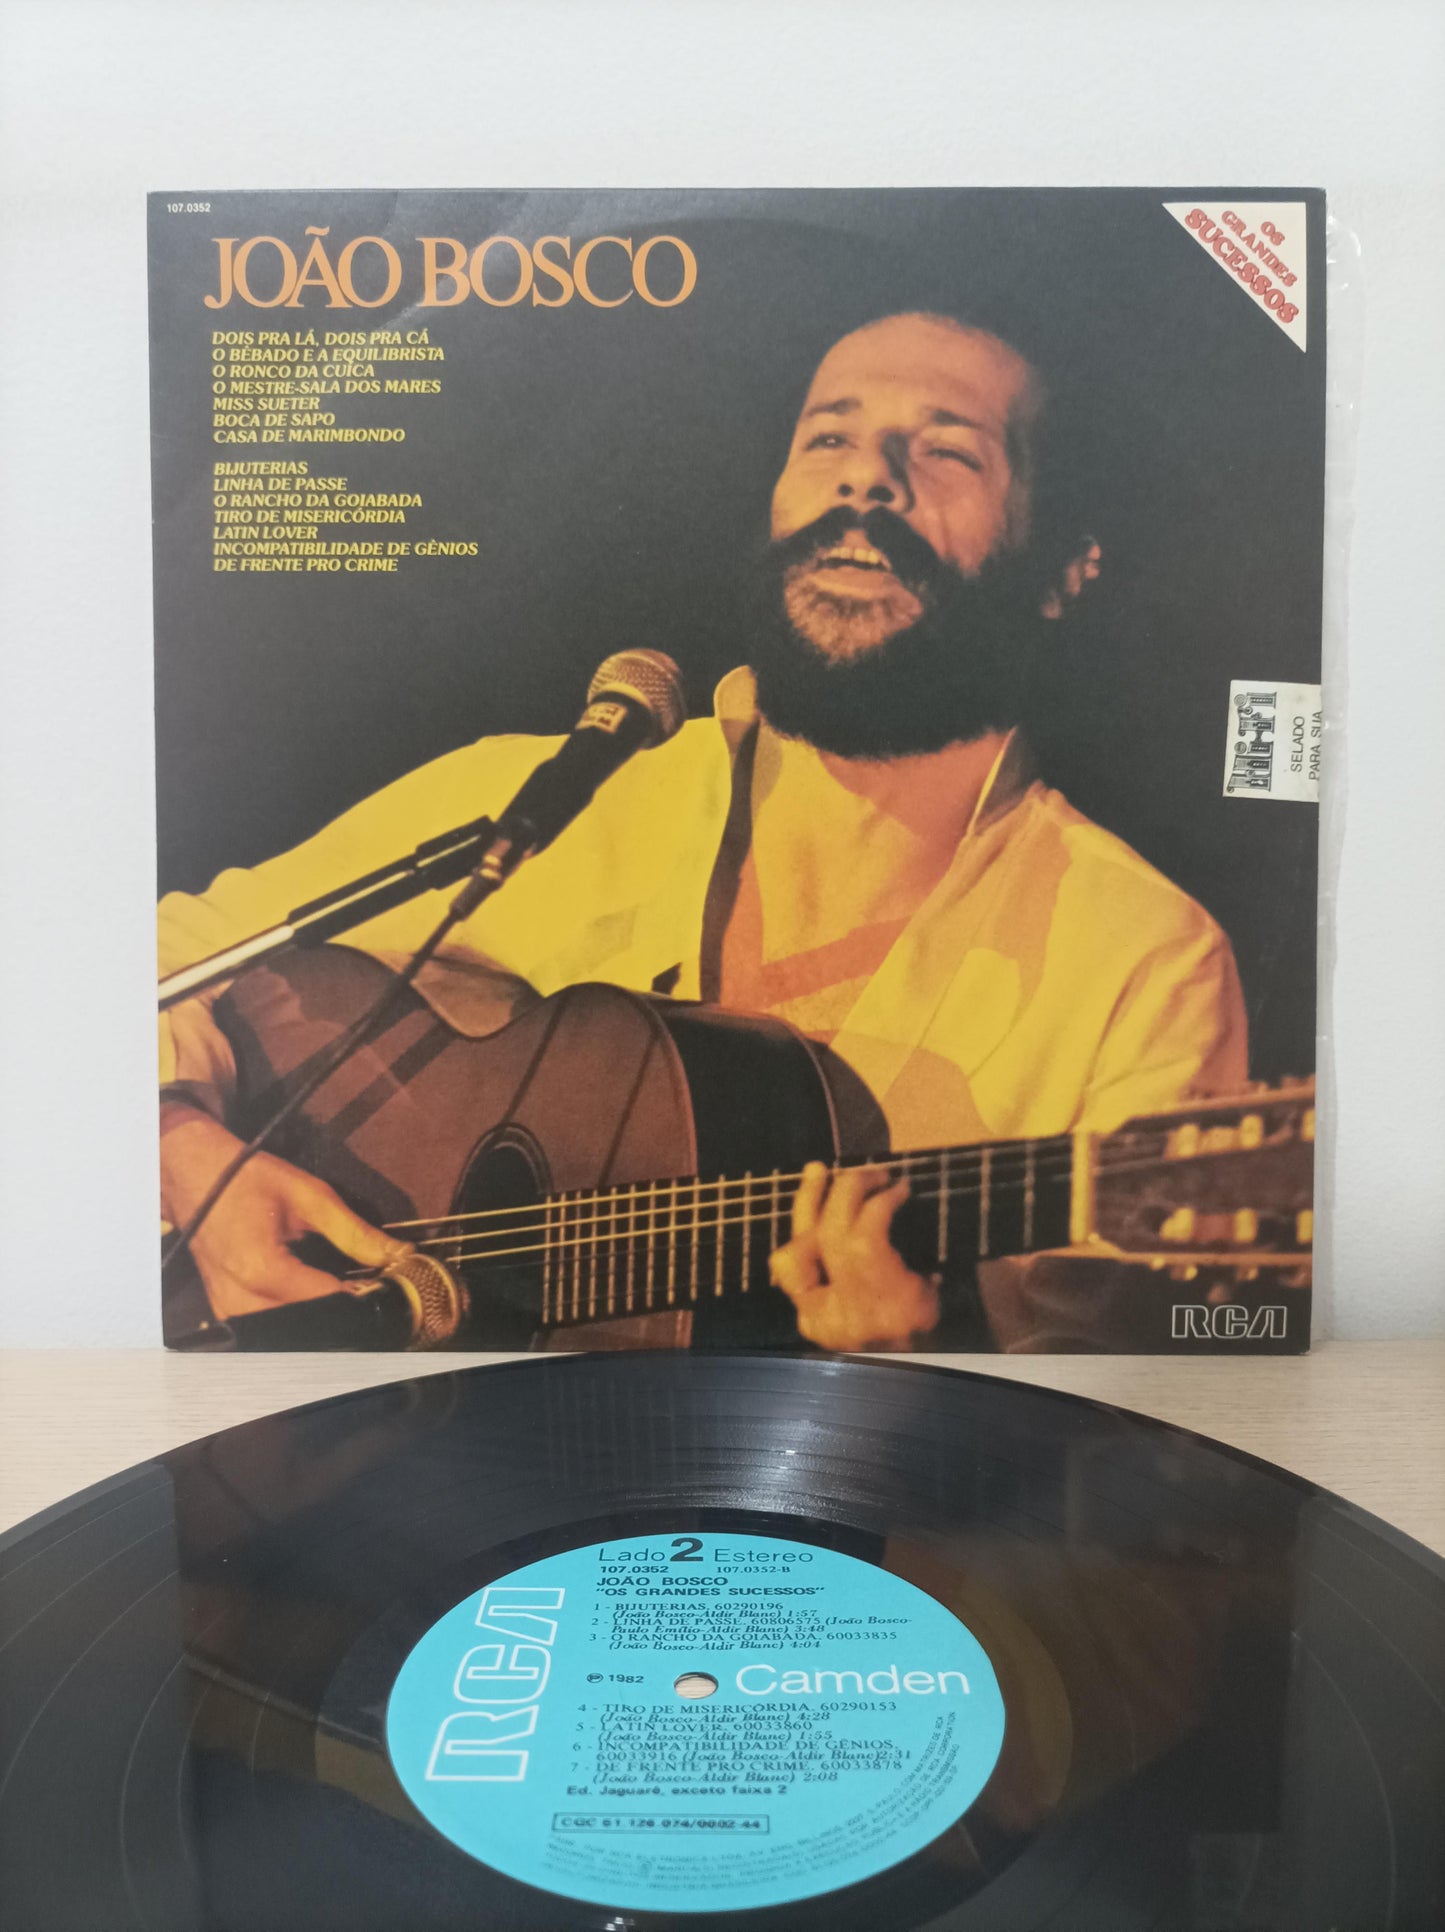 107.0352
JOÃO BOSCO
OS
GRANDES
SUCESSOS
DOIS PRA LÁ, DOIS PRA CÁ
O BÊBADO E A EQUILIBRISTA
O RONCO DA CUÍCA
O MESTRE-SALA DOS MARES
MISS SUETER
BOCA DE SAPO
CASA DE MARIMBONDO
BIJUTERIAS
LINHA DE PASSE
O RANCHO DA GOIABADA
TIRO DE MISERICÓRDIA
LATIN LOVER
INCOMPATIBILIDADE DE GÊNIOS
DE FRENTE PRO CRIME
Hi-Fi
SELADO
PARA SUA
RCA
Lado 2 Estereo
107.0352 107.0352-B
JOÃO BOSCO
"OS GRANDES SUCESSOS"
1 - BIJUTERIAS. 60290196
(João Bosco-Aldir Blanc) 1:57
2 - LINHA DE PASSE. 60806575 (João Bosco-
Paulo Emílio-Aldir Blanc) 3:48
3 - O RANCHO DA GOIABADA. 60033835
(João Bosco-Aldir Blanc) 4:04
℗ 1982
Camden
RCA
4 - TIRO DE MISERICÓRDIA. 60290153
(João Bosco-Aldir Blanc) 4:28
5 - LATIN LOVER. 60033860
(João Bosco-Aldir Blanc) 1:55
6 - INCOMPATIBILIDADE DE GÊNIOS.
60033916 (João Bosco-Aldir Blanc) 2:31
7 - DE FRENTE PRO CRIME. 60033878
(João Bosco-Aldir Blanc) 2:08
Ed. Jaguaré, exceto faixa 2
CGC 61 126 074/0002-44